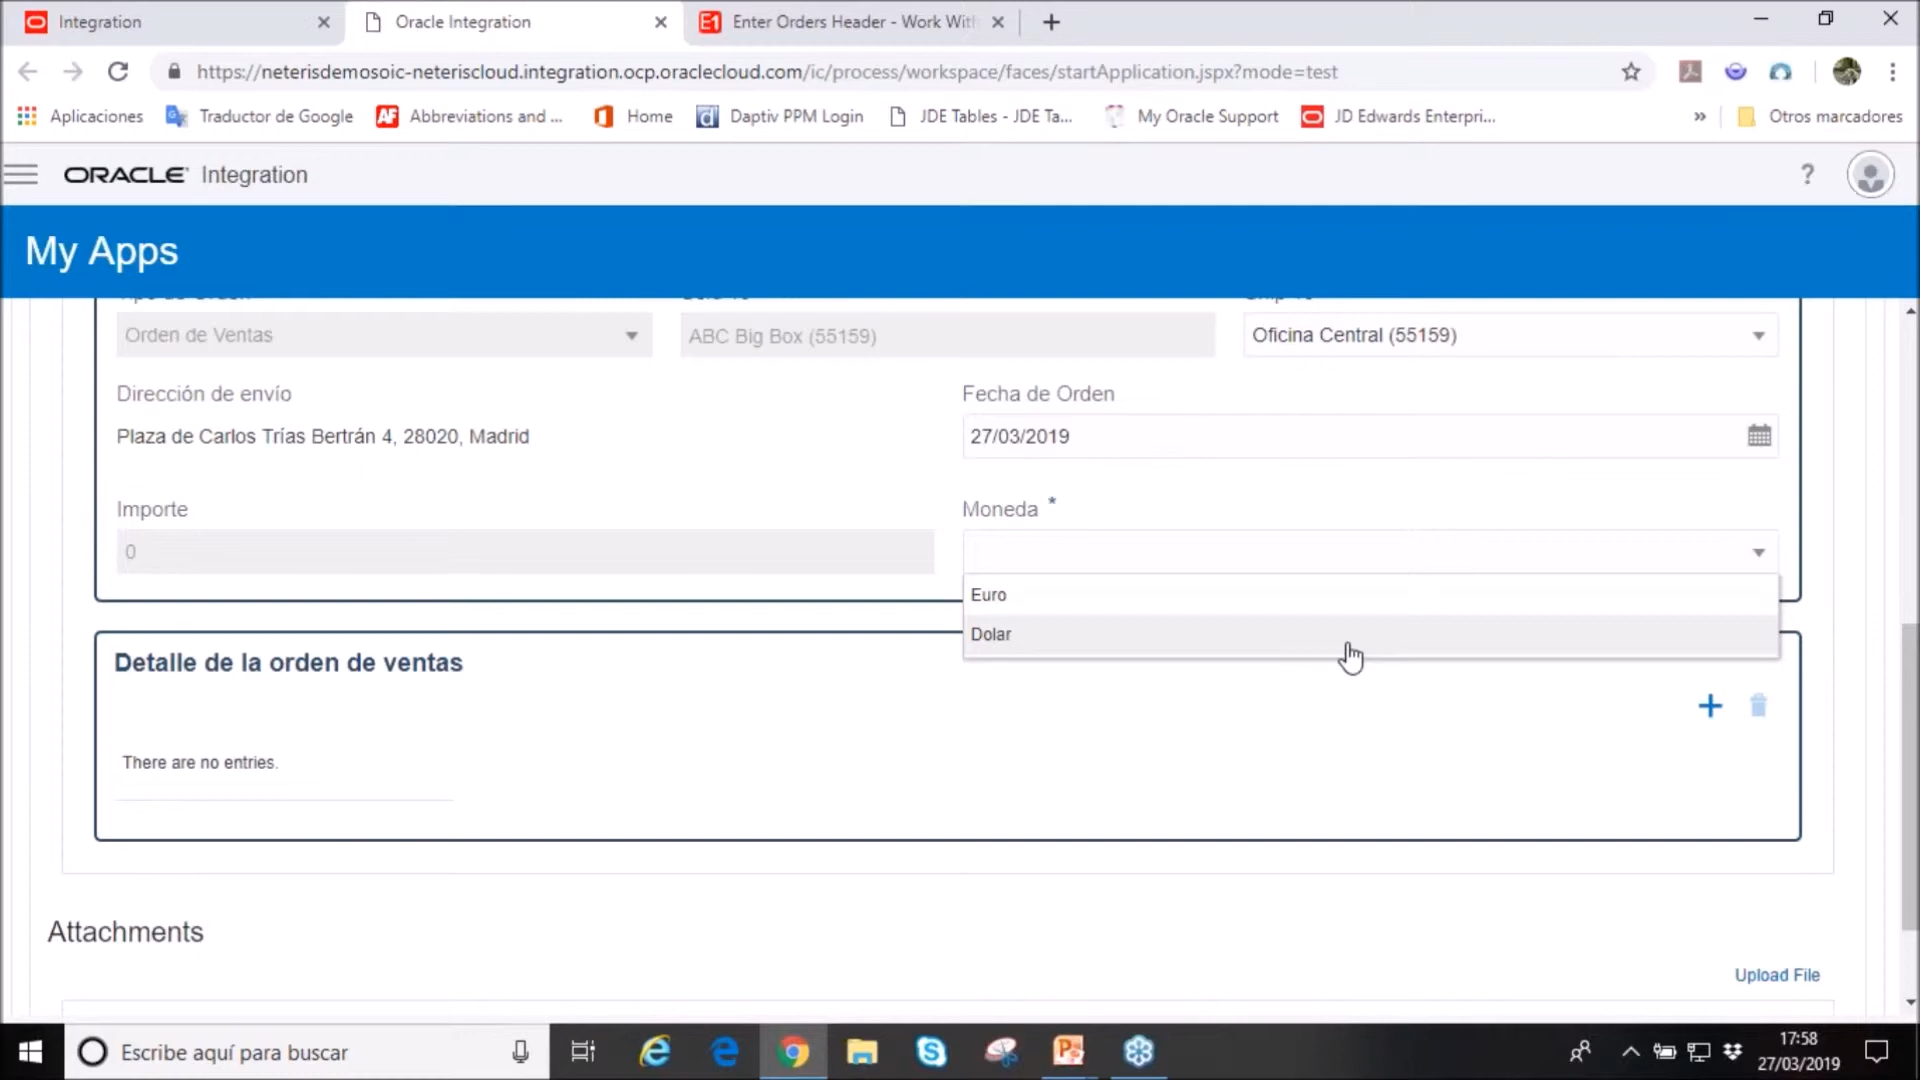 Integration
Oracle Integration
E1 Enter Orders Header - Work With
https://neterisdemosoic-neteriscloud.integration.ocp.oraclecloud.com/ic/process/workspace/faces/startApplication.jspx?mode=test
Aplicaciones
Traductor de Google
AF Abbreviations and ...
Home
Daptiv PPM Login
JDE Tables - JDE Ta...
My Oracle Support
JD Edwards Enterpri...
»
Otros marcadores
ORACLE Integration
?
My Apps
Orden de Ventas
ABC Big Box (55159)
Oficina Central (55159)
Dirección de envío
Fecha de Orden
Plaza de Carlos Trías Bertrán 4, 28020, Madrid
27/03/2019
Importe
Moneda *
0
Euro
Dolar
Detalle de la orden de ventas
There are no entries.
Attachments
Upload File
Escribe aquí para buscar
17:58
27/03/2019